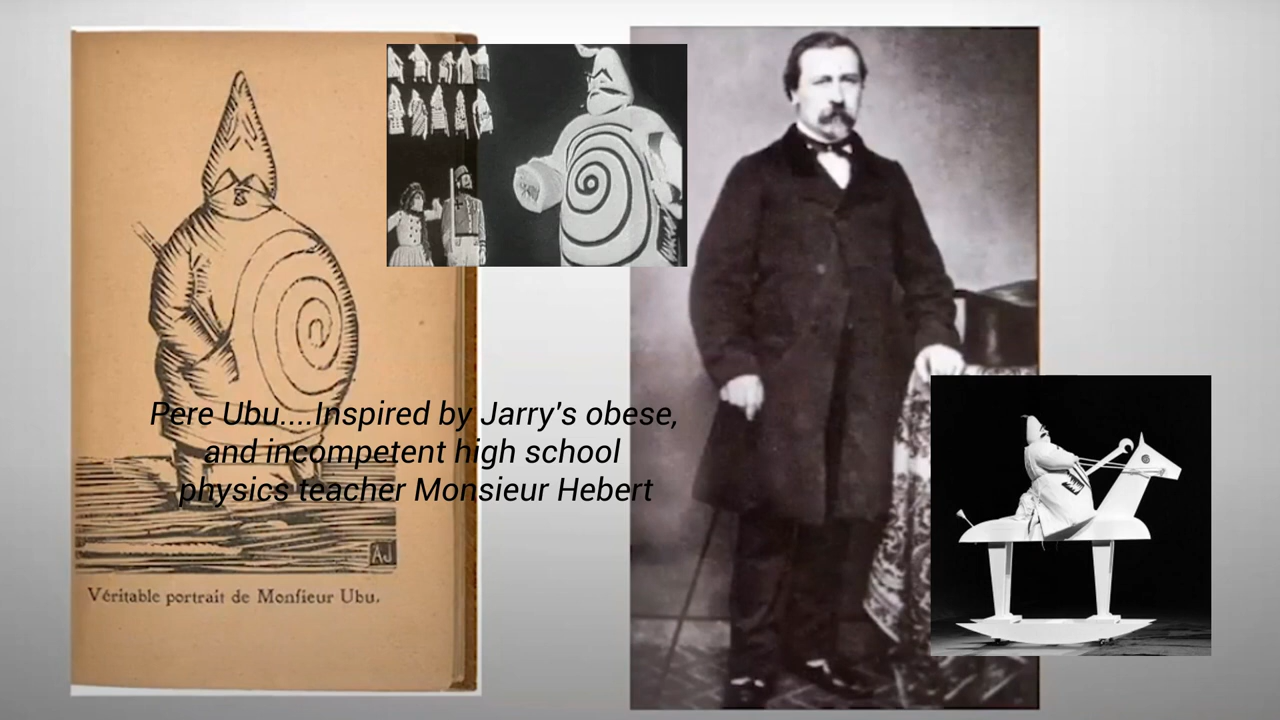 Pere Ubu....Inspired by Jarry's obese,
and incompetent high school
physics teacher Monsieur Hebert
AJ
Véritable portrait de Monſieur Ubu.